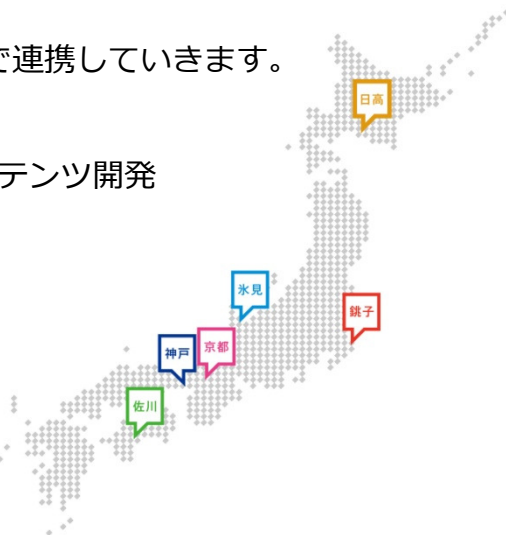 で連携していきます。
テンツ開発
日高
氷見
銚子
京都
神戸
佐川